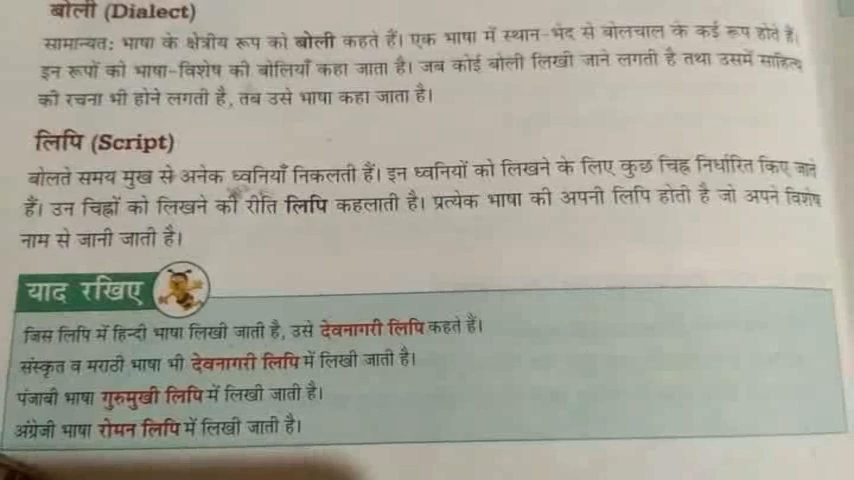 बोली (Dialect)
सामान्यत: भाषा के क्षेत्रीय रूप को बोली कहते हैं। एक भाषा में स्थान-भेद से बोलचाल के कई रूप होते हैं।
इन रूपों को भाषा-विशेष की बोलियाँ कहा जाता है। जब कोई बोली लिखी जाने लगती है तथा उसमें साहित्य
की रचना भी होने लगती है, तब उसे भाषा कहा जाता है।
लिपि (Script)
बोलते समय मुख से अनेक ध्वनियाँ निकलती हैं। इन ध्वनियों को लिखने के लिए कुछ चिह्न निर्धारित किए जाते
हैं। उन चिह्नों को लिखने की रीति लिपि कहलाती है। प्रत्येक भाषा की अपनी लिपि होती है जो अपने विशेष
नाम से जानी जाती है।
याद रखिए
जिस लिपि में हिन्दी भाषा लिखी जाती है, उसे देवनागरी लिपि कहते हैं।
संस्कृत व मराठी भाषा भी देवनागरी लिपि में लिखी जाती है।
पंजाबी भाषा गुरुमुखी लिपि में लिखी जाती है।
अंग्रेजी भाषा रोमन लिपि में लिखी जाती है।